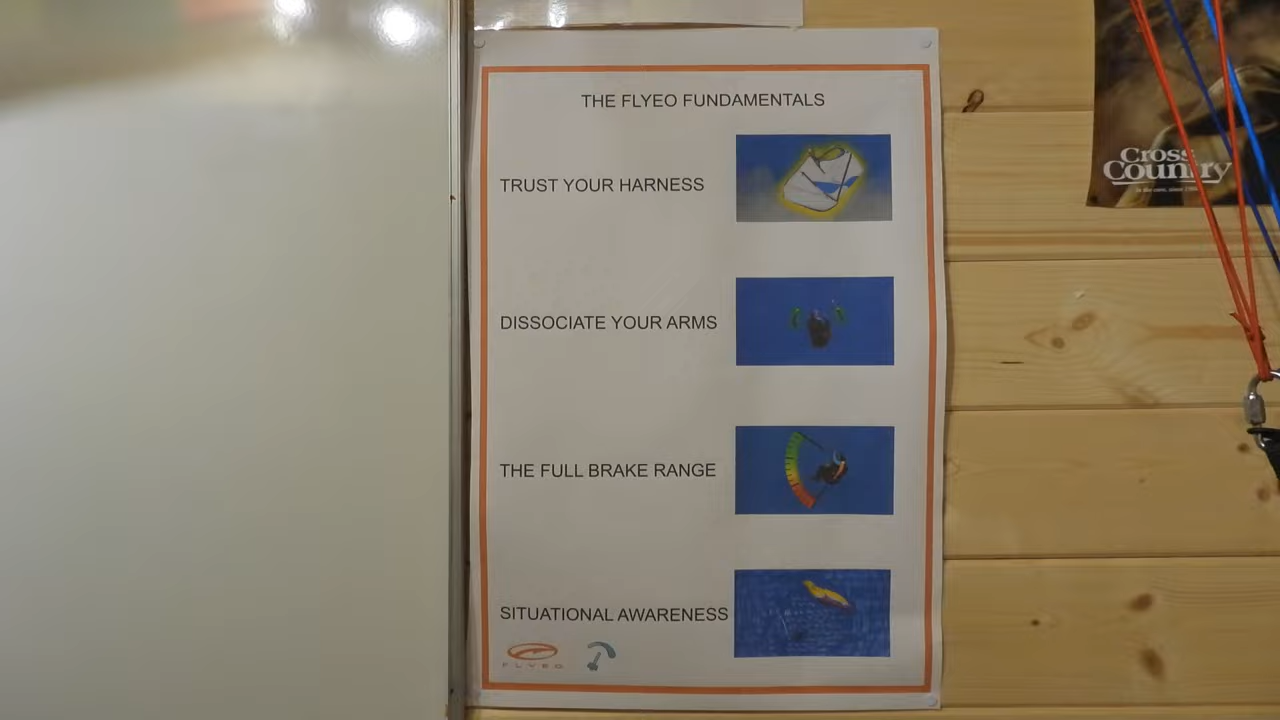 THE FLYEO FUNDAMENTALS
TRUST YOUR HARNESS
DISSOCIATE YOUR ARMS
THE FULL BRAKE RANGE
SITUATIONAL AWARENESS
FLYEO
Cross
Country